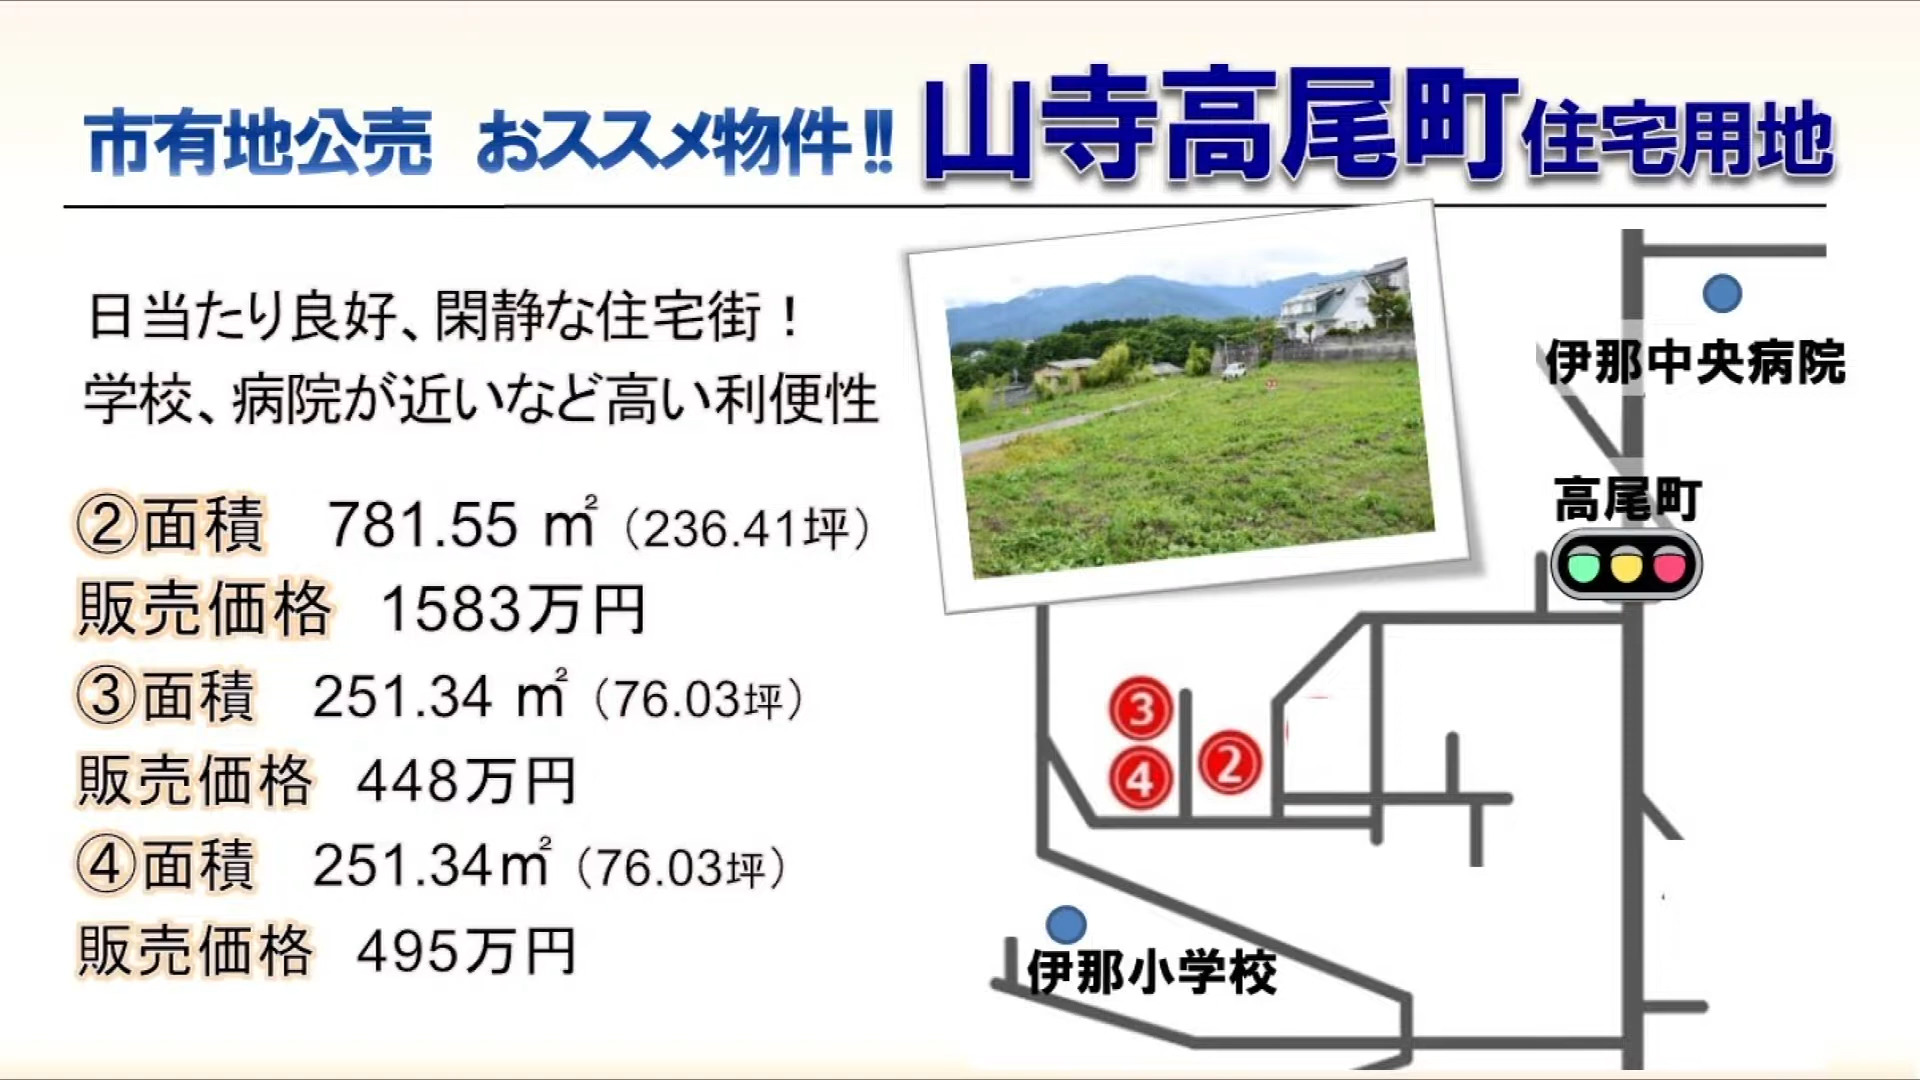 市有地公売　おススメ物件!!
山寺高尾町住宅用地
日当たり良好、閑静な住宅街！
学校、病院が近いなど高い利便性
②面積　781.55 ㎡（236.41坪）
販売価格　1583万円
③面積　251.34 ㎡（76.03坪）
販売価格　448万円
④面積　251.34㎡（76.03坪）
販売価格　495万円
伊那中央病院
高尾町
③
④
②
伊那小学校